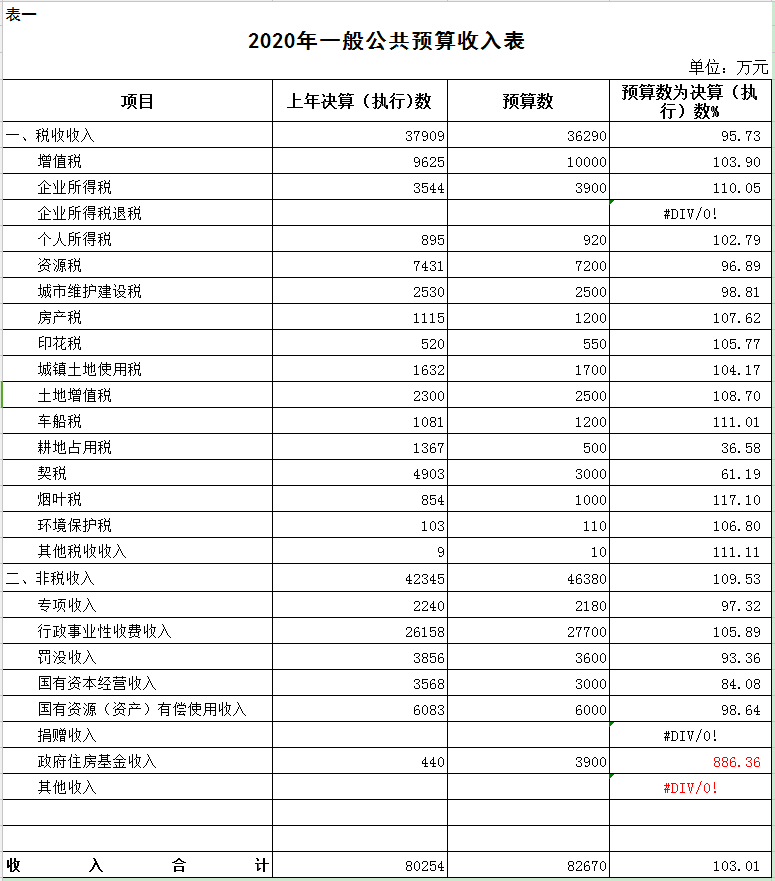 表一
2020年一般公共预算收入表
单位：万元
项目 上年决算（执行)数 预算数 预算数为决算（执行）数%
一、税收收入 37909 36290 95.73
增值税 9625 10000 103.90
企业所得税 3544 3900 110.05
企业所得税退税 #DIV/0!
个人所得税 895 920 102.79
资源税 7431 7200 96.89
城市维护建设税 2530 2500 98.81
房产税 1115 1200 107.62
印花税 520 550 105.77
城镇土地使用税 1632 1700 104.17
土地增值税 2300 2500 108.70
车船税 1081 1200 111.01
耕地占用税 1367 500 36.58
契税 4903 3000 61.19
烟叶税 854 1000 117.10
环境保护税 103 110 106.80
其他税收收入 9 10 111.11
二、非税收入 42345 46380 109.53
专项收入 2240 2180 97.32
行政事业性收费收入 26158 27700 105.89
罚没收入 3856 3600 93.36
国有资本经营收入 3568 3000 84.08
国有资源（资产）有偿使用收入 6083 6000 98.64
捐赠收入 #DIV/0!
政府住房基金收入 440 3900 886.36
其他收入 #DIV/0!
收入合计 80254 82670 103.01